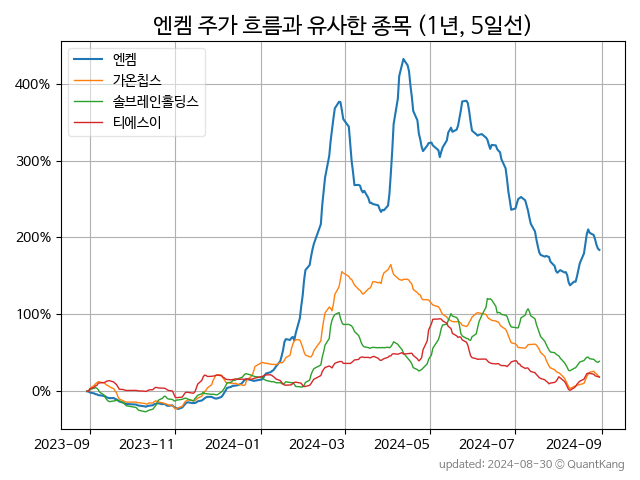 엔켐 주가 흐름과 유사한 종목 (1년, 5일선)
엔켐
가온칩스
솔브레인홀딩스
티에스이
400%
300%
200%
100%
0%
2023-09 2023-11 2024-01 2024-03 2024-05 2024-07 2024-09
updated: 2024-08-30 © QuantKang